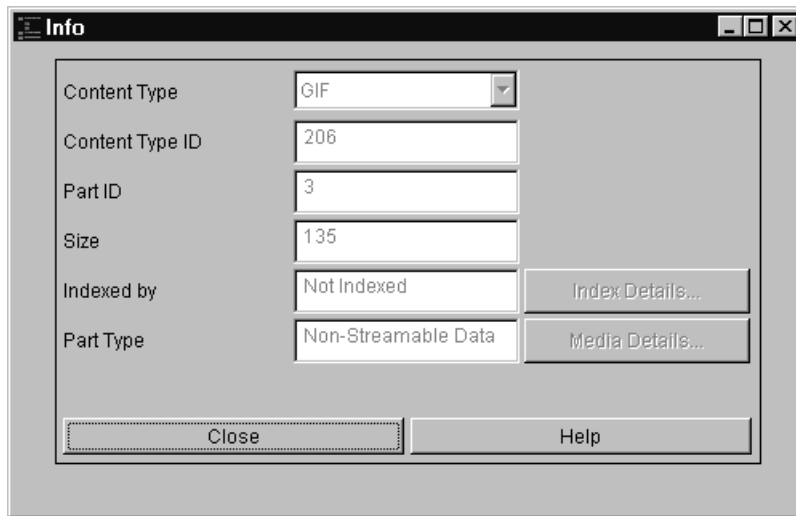 Info
Content Type GIF
Content Type ID 206
Part ID 3
Size 135
Indexed by Not Indexed Index Details...
Part Type Non-Streamable Data Media Details...
Close Help